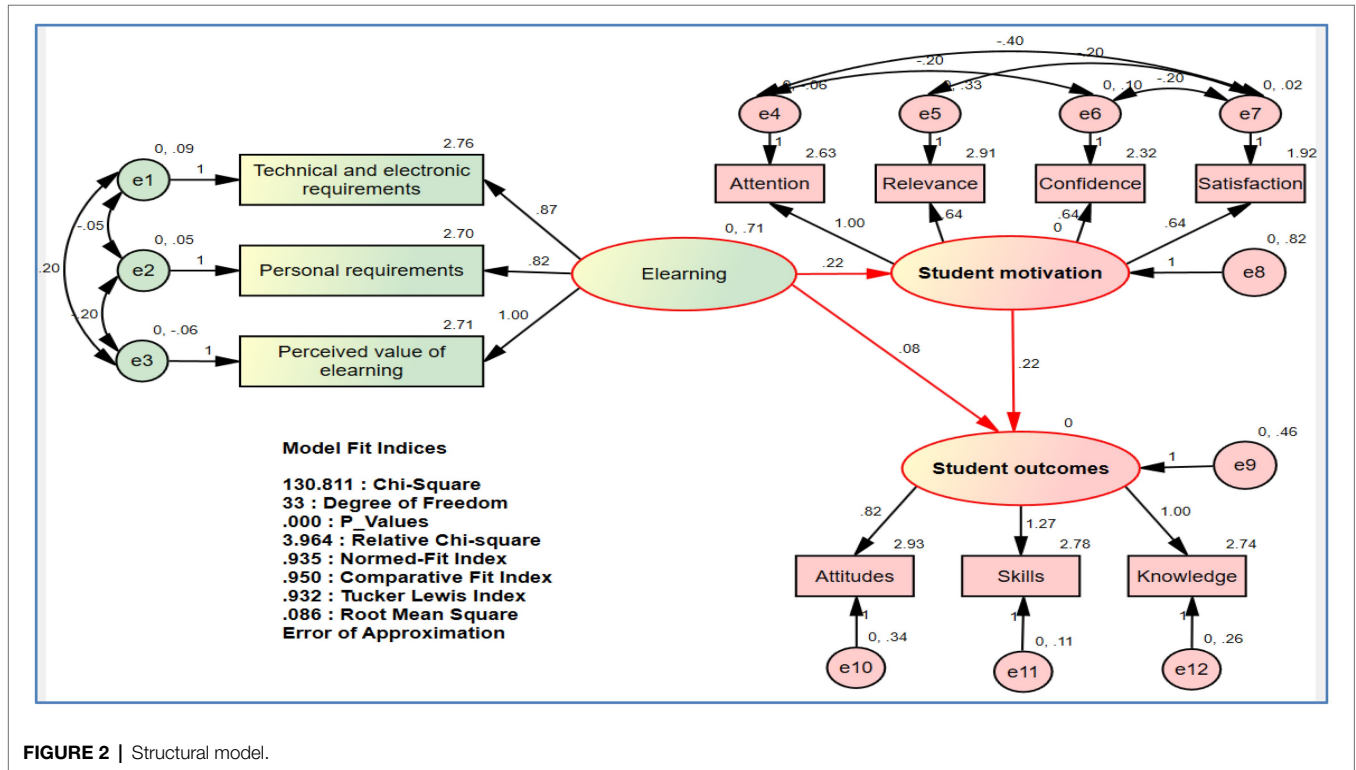 -.40
-.20
-.20
-.20
0, -.06
0, .33
0, .10
0, .02
e4
e5
e6
e7
1
1
1
1
2.63
2.91
2.32
1.92
Attention
Relevance
Confidence
Satisfaction
1.00
.64
.64
.64
0
Student motivation
0, .82
1
e8
0, .09
e1
1
2.76
Technical and electronic
requirements
-.05
.20
0, .05
e2
1
2.70
Personal requirements
-.20
0, -.06
e3
1
2.71
Perceived value of
elearning
.87
.82
1.00
0, .71
Elearning
.22
.08
.22
0
Student outcomes
0, .46
1
e9
.82
1.27
1.00
2.93
2.78
2.74
Attitudes
Skills
Knowledge
1
1
1
0, .34
0, .11
0, .26
e10
e11
e12
Model Fit Indices
130.811 : Chi-Square
33 : Degree of Freedom
.000 : P_Values
3.964 : Relative Chi-square
.935 : Normed-Fit Index
.950 : Comparative Fit Index
.932 : Tucker Lewis Index
.086 : Root Mean Square
Error of Approximation
FIGURE 2 | Structural model.